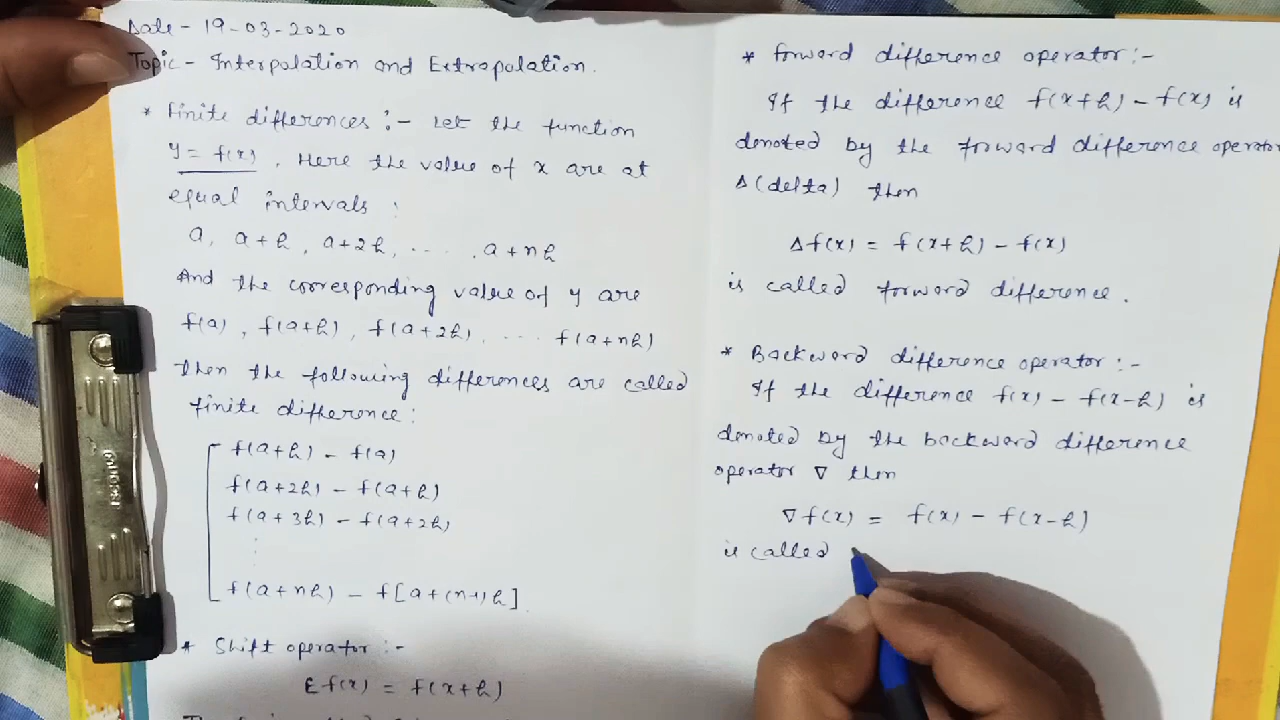 Date - 19-03-2020
Topic - Interpolation and Extrapolation.
* Finite differences :- Let the function
y = f(x) . Here the value of x are at
equal intervals :
a, a+h, a+2h, ..... , a+nh
And the corresponding value of y are
f(a) , f(a+h) , f(a+2h), ..... f(a+nh)
then the following differences are called
finite difference :
f(a+h) - f(a)
f(a+2h) - f(a+h)
f(a+3h) - f(a+2h)
f(a+nh) - f[a+(n-1)h]
* Shift operator :-
Ef(x) = f(x+h)
* Forward difference operator :-
If the difference f(x+h) - f(x) is
denoted by the forward difference operator
Δ(delta) then
Δf(x) = f(x+h) - f(x)
is called forward difference.
* Backward difference operator :-
If the difference f(x) - f(x-h) is
denoted by the backward difference
operator ∇ then
∇f(x) = f(x) - f(x-h)
is called